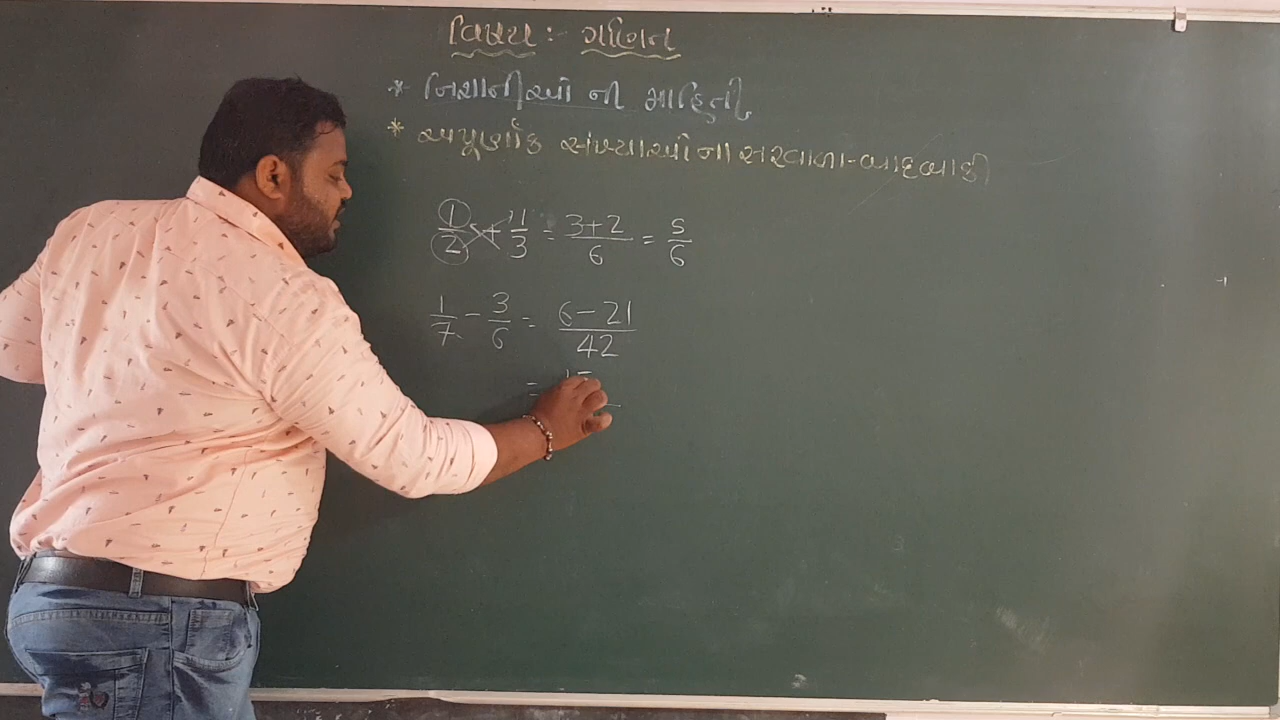 વિષય :- ગણિત
* નિશાનીઓ ની માહિતી
* અપૂર્ણાંક સંખ્યાઓના સરવાળા-બાદબાકી
1/2 + 1/3 = 3+2/6 = 5/6
1/7 - 3/6 = 6-21/42
=